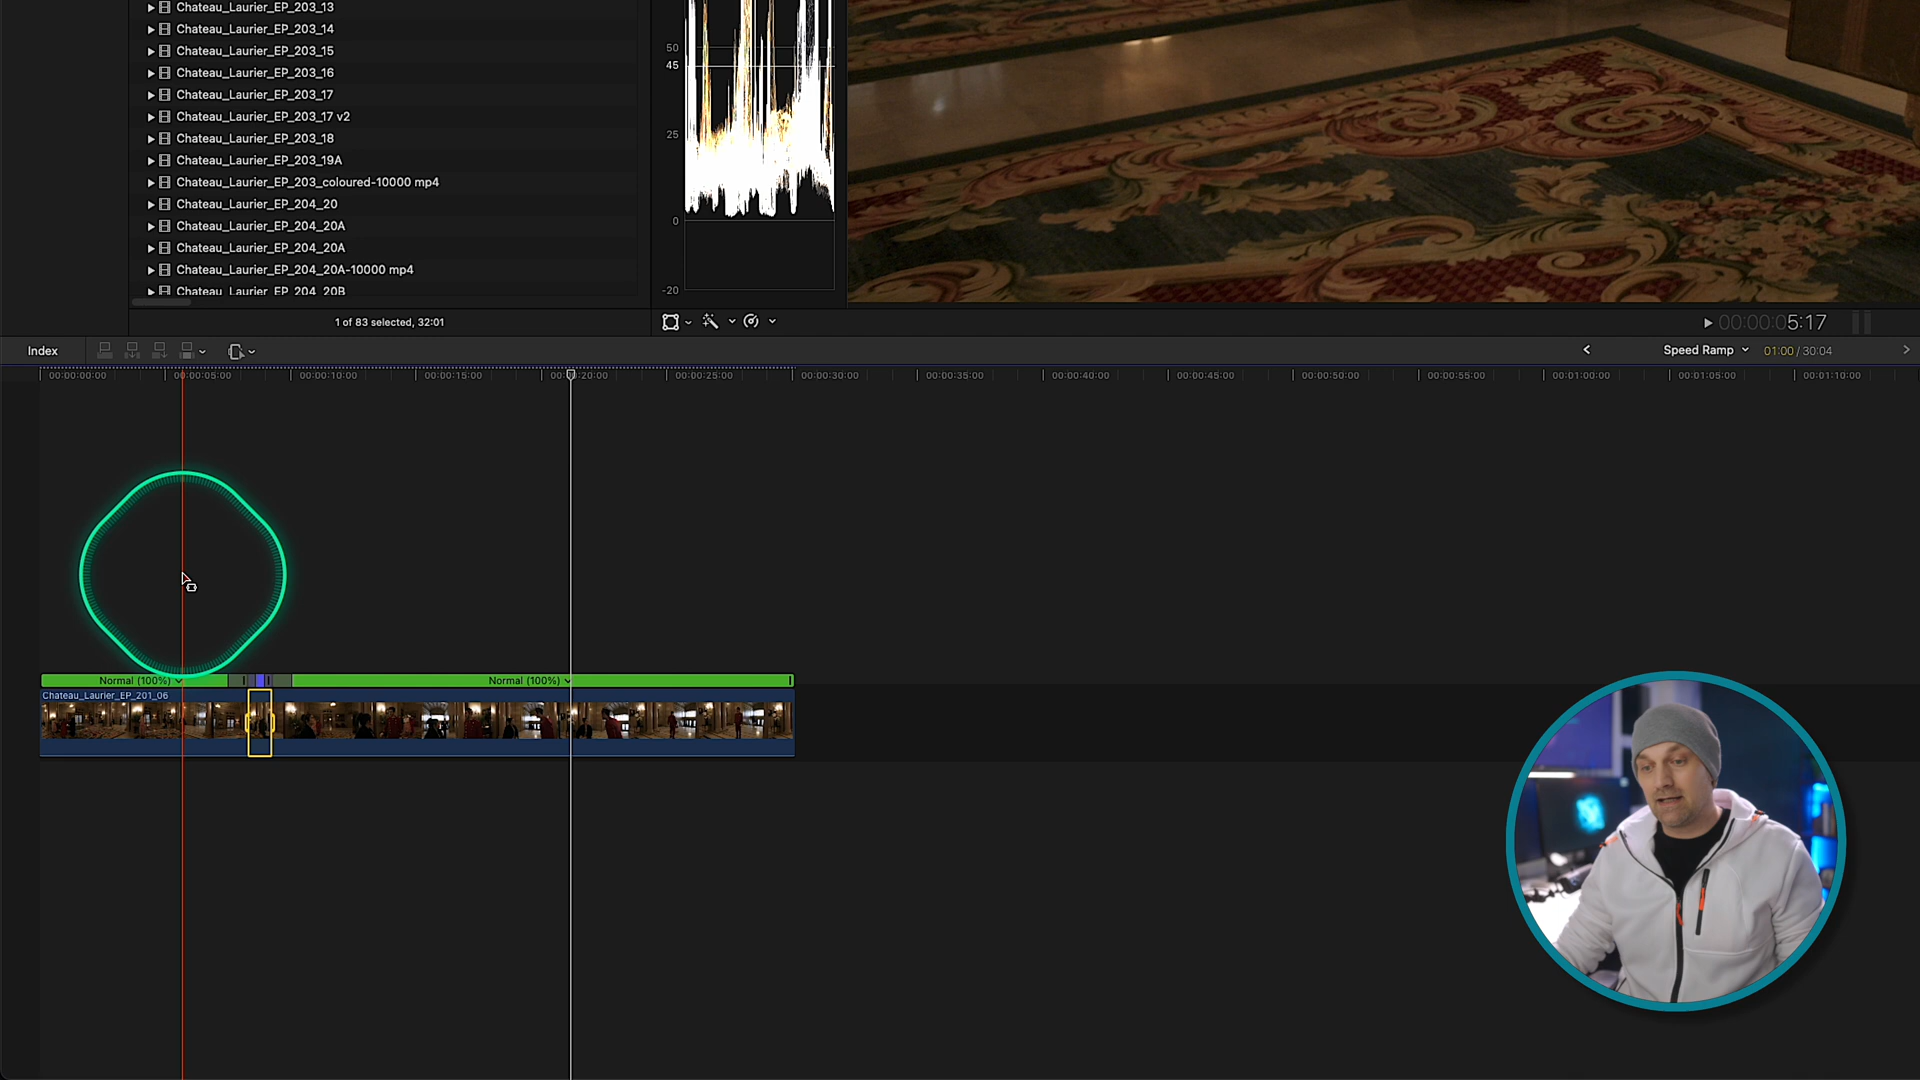 Chateau_Laurier_EP_203_13
Chateau_Laurier_EP_203_14
Chateau_Laurier_EP_203_15
Chateau_Laurier_EP_203_16
Chateau_Laurier_EP_203_17
Chateau_Laurier_EP_203_17 v2
Chateau_Laurier_EP_203_18
Chateau_Laurier_EP_203_19A
Chateau_Laurier_EP_203_coloured-10000 mp4
Chateau_Laurier_EP_204_20
Chateau_Laurier_EP_204_20A
Chateau_Laurier_EP_204_20A
Chateau_Laurier_EP_204_20A-10000 mp4
Chateau_Laurier_EP_204_20B
50
45
25
0
-20
1 of 83 selected, 32:01
00:00:05:17
Index
Speed Ramp
01:00 / 30:04
00:00:00:00
00:00:05:00
00:00:10:00
00:00:15:00
00:00:20:00
00:00:25:00
00:00:30:00
00:00:35:00
00:00:40:00
00:00:45:00
00:00:50:00
00:00:55:00
00:01:00:00
00:01:05:00
00:01:10:00
Normal (100%)
Normal (100%)
Chateau_Laurier_EP_201_06